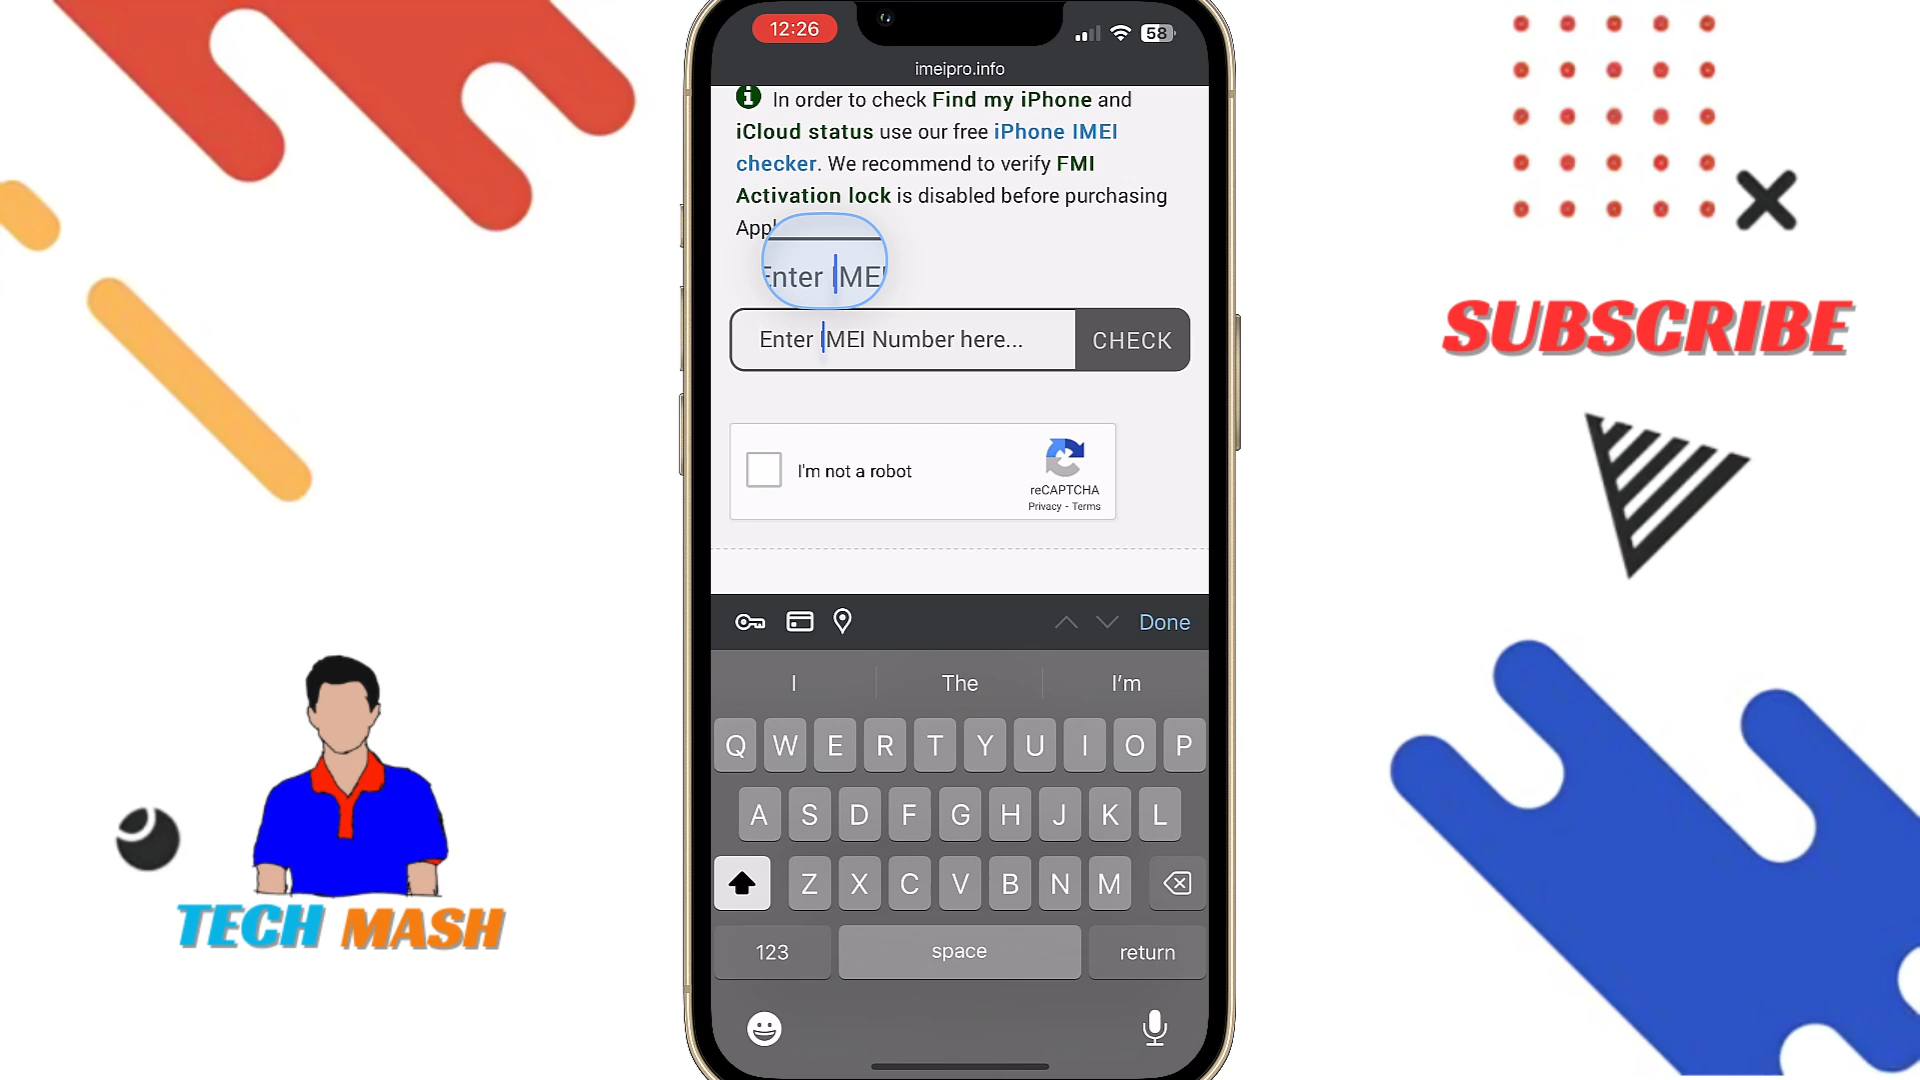 12:26
58
imeipro.info
In order to check Find my iPhone and
iCloud status use our free iPhone IMEI
checker. We recommend to verify FMI
Activation lock is disabled before purchasing
App
Enter IMEI
Enter IMEI Number here...
CHECK
I'm not a robot
reCAPTCHA
Privacy - Terms
Done
I
The
I'm
Q W E R T Y U I O P
A S D F G H J K L
Z X C V B N M
123
space
return
SUBSCRIBE
TECH MASH